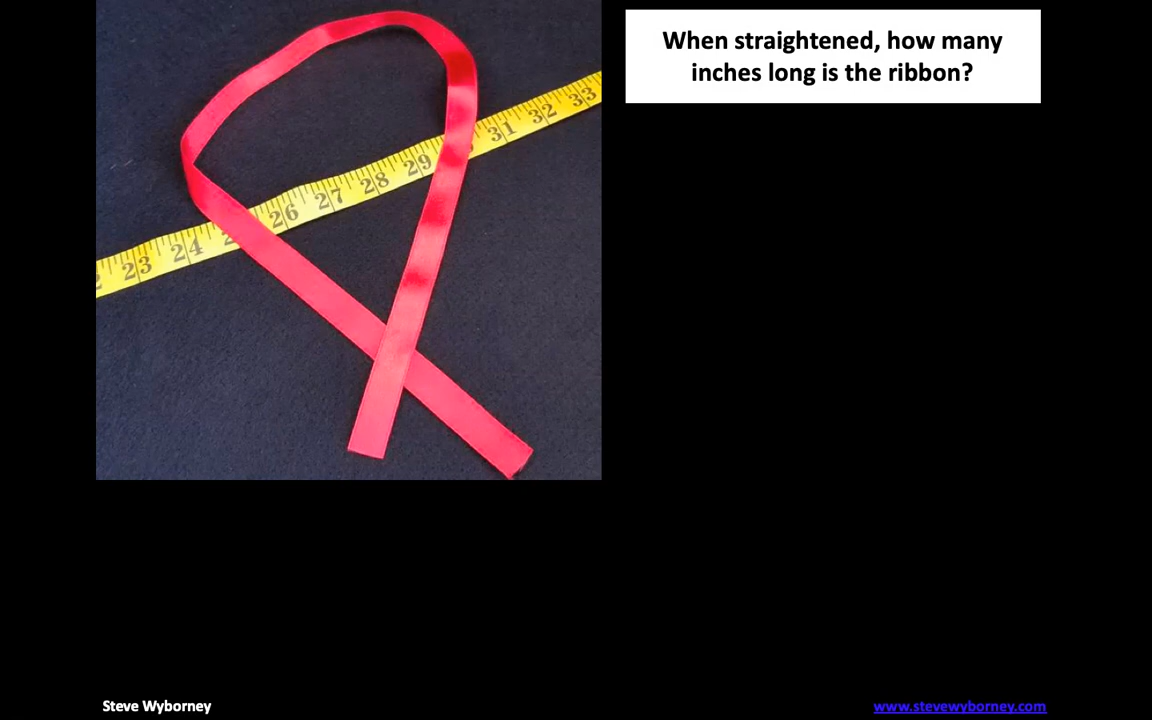 When straightened, how many
inches long is the ribbon?
23 24 26 27 28 29 31 32 33
Steve Wyborney
www.stevewyborney.com